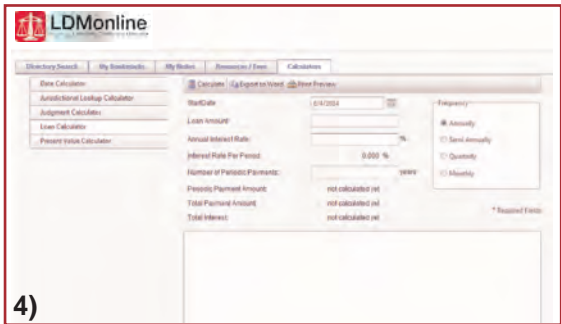 LDMonline
Directory Search My Bookmarks My Notes Resources / Fees Calculators
Date Calculator
Jurisdictional Lookup Calculator
Judgment Calculator
Loan Calculator
Present Value Calculator
Calculate Export to Word Print Preview
StartDate: 6/4/2014
Loan Amount:
Annual Interest Rate: %
Interest Rate Per Period: 0.000 %
Number of Periodic Payments: years
Periodic Payment Amount: not calculated yet
Total Payment Amount: not calculated yet
Total Interest: not calculated yet
Frequency
Annually
Semi Annually
Quarterly
Monthly
* Required Fields
4)